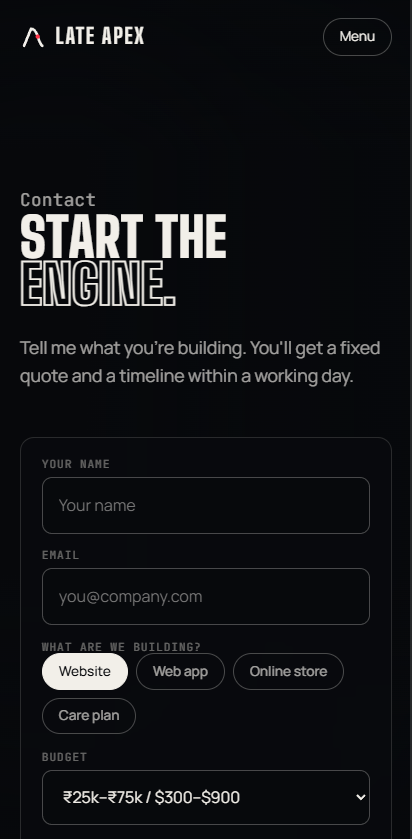 LATE APEX
Menu
Contact
START THE
ENGINE.
Tell me what you're building. You'll get a fixed
quote and a timeline within a working day.
YOUR NAME
Your name
EMAIL
you@company.com
WHAT ARE WE BUILDING?
Website
Web app
Online store
Care plan
BUDGET
₹25k–₹75k / $300–$900